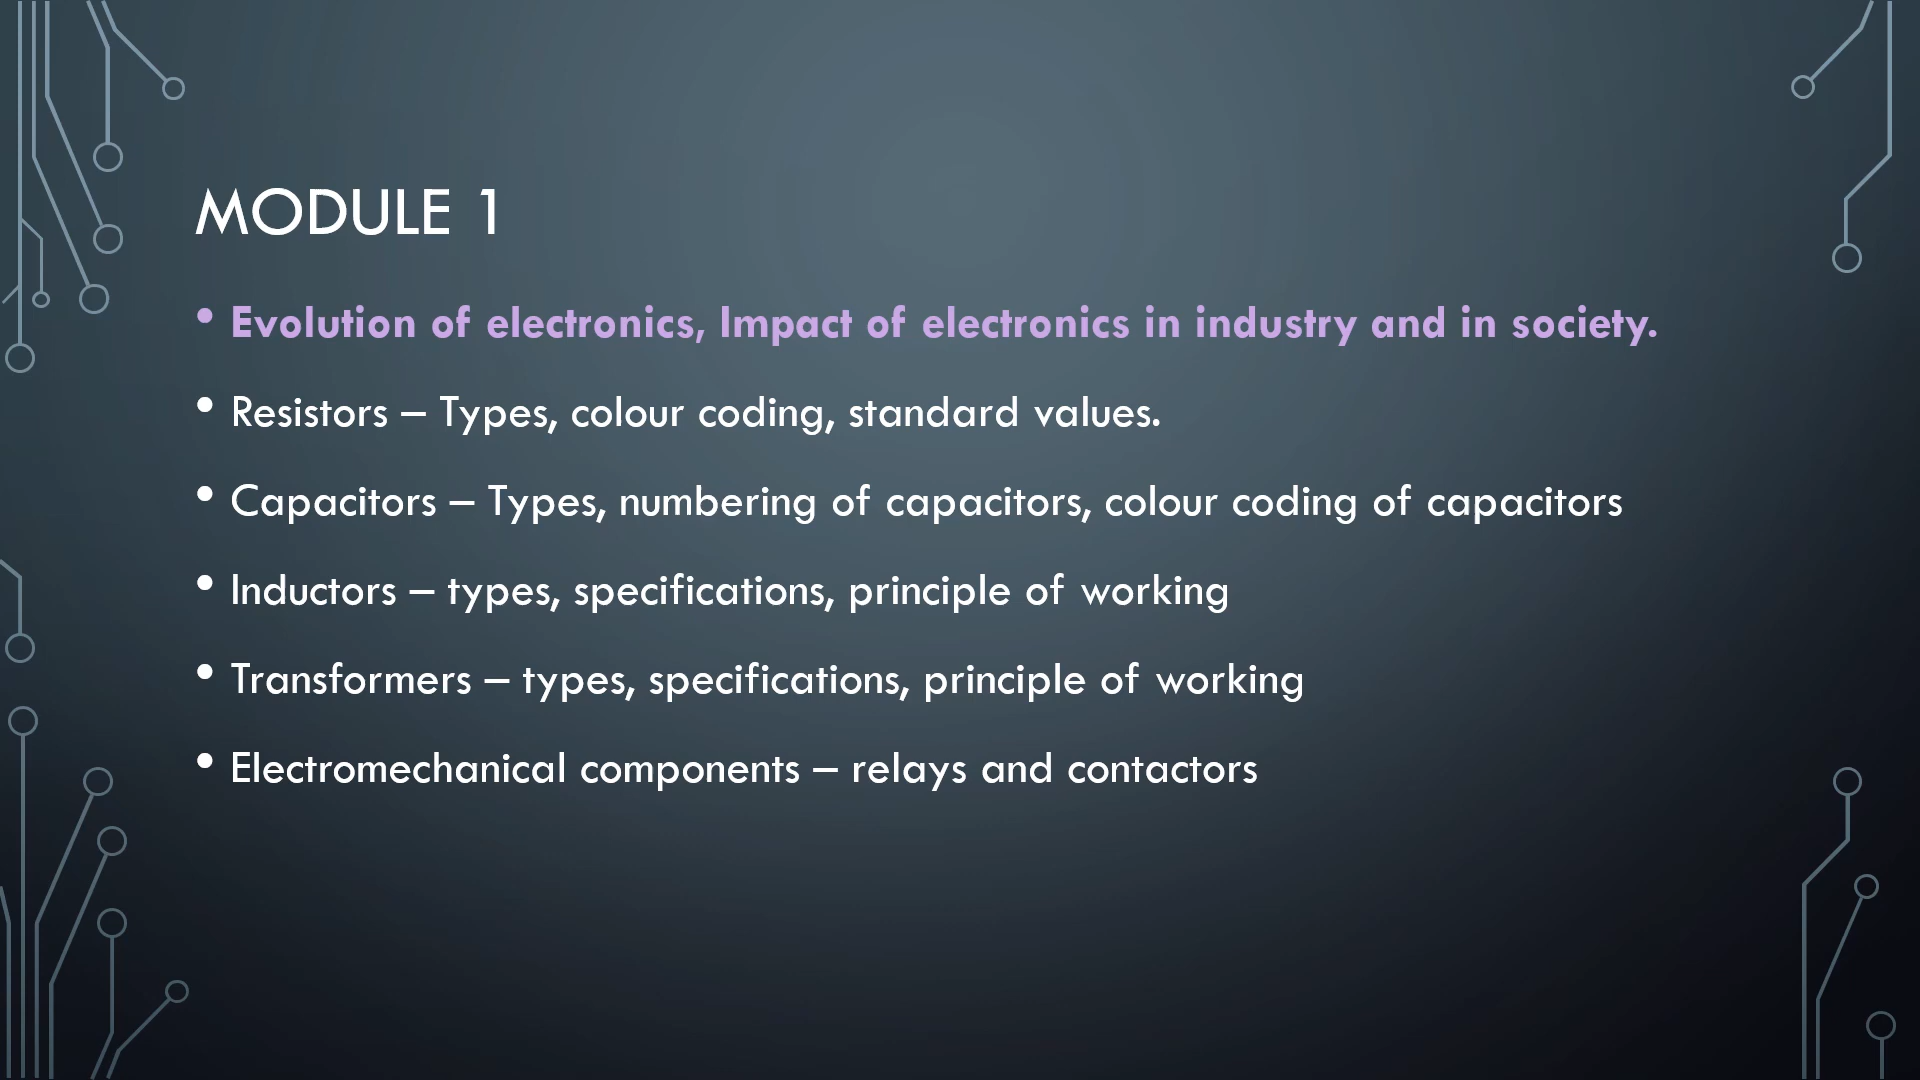 MODULE 1
• Evolution of electronics, Impact of electronics in industry and in society.
• Resistors – Types, colour coding, standard values.
• Capacitors – Types, numbering of capacitors, colour coding of capacitors
• Inductors – types, specifications, principle of working
• Transformers – types, specifications, principle of working
• Electromechanical components – relays and contactors